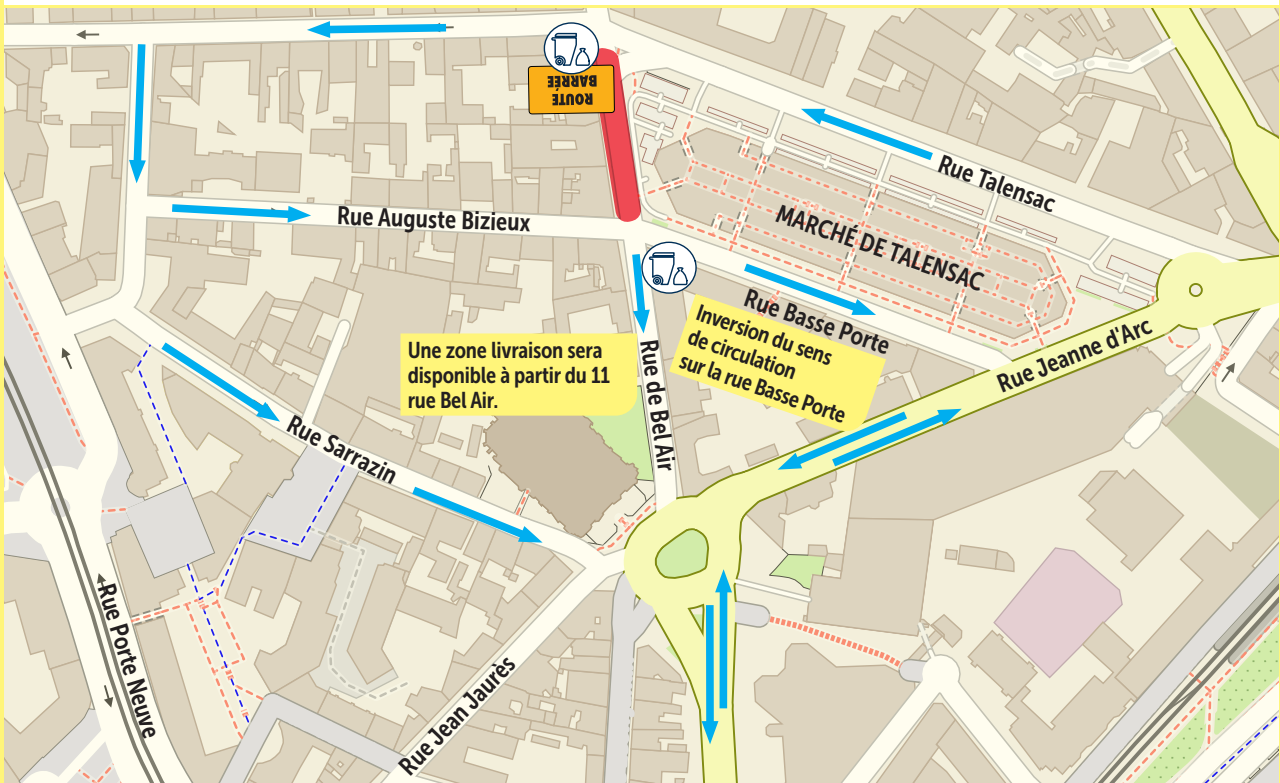 ROUTE
BARRÉE
Rue Talensac
MARCHÉ DE TALENSAC
Rue Auguste Bizieux
Rue Basse Porte
Inversion du sens
de circulation
sur la rue Basse Porte
Rue Jeanne d'Arc
Une zone livraison sera
disponible à partir du 11
rue Bel Air.
Rue de Bel Air
Rue Sarrazin
Rue Porte Neuve
Rue Jean Jaurès